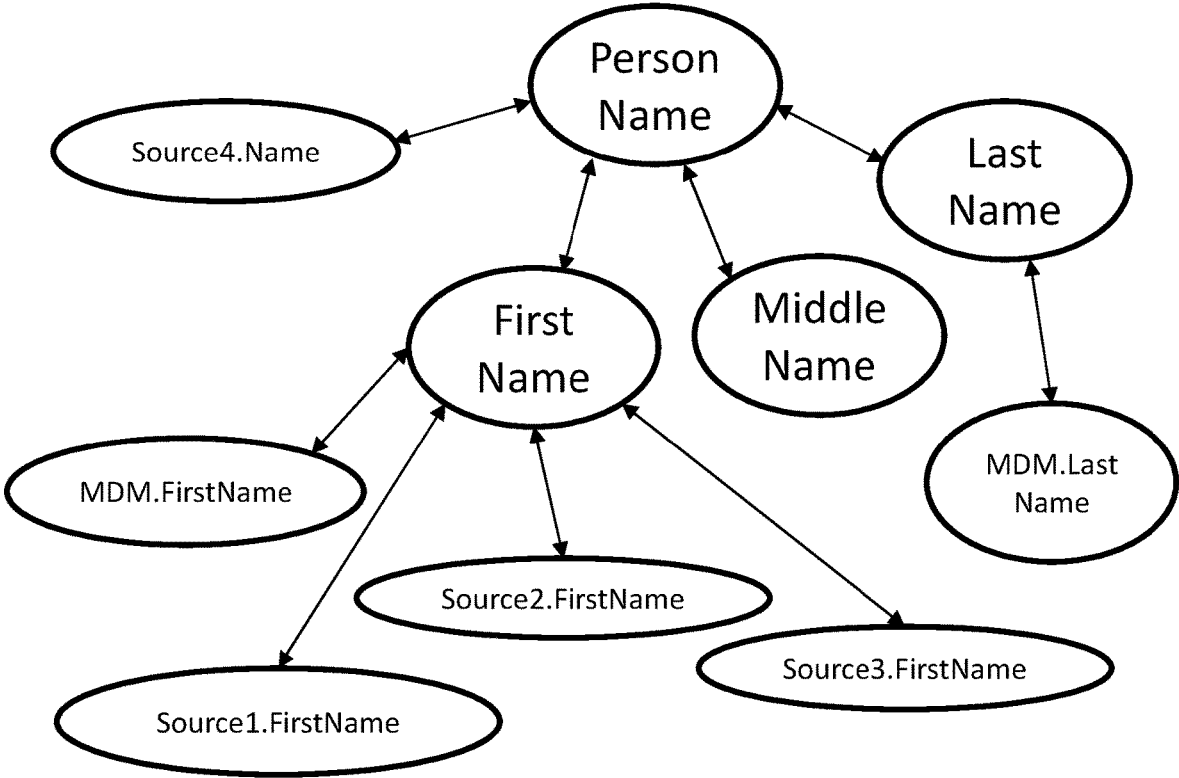 Person
Name
Source4.Name
Last
Name
First
Name
Middle
Name
MDM.FirstName
MDM.Last
Name
Source2.FirstName
Source3.FirstName
Source1.FirstName